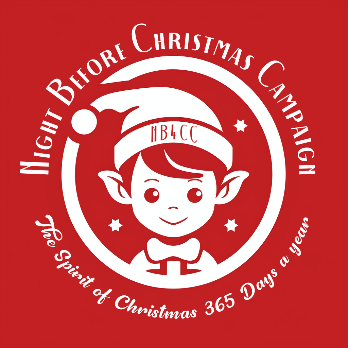 Night Before Christmas Campaign
NB4CC
The Spirit of Christmas 365 Days a year